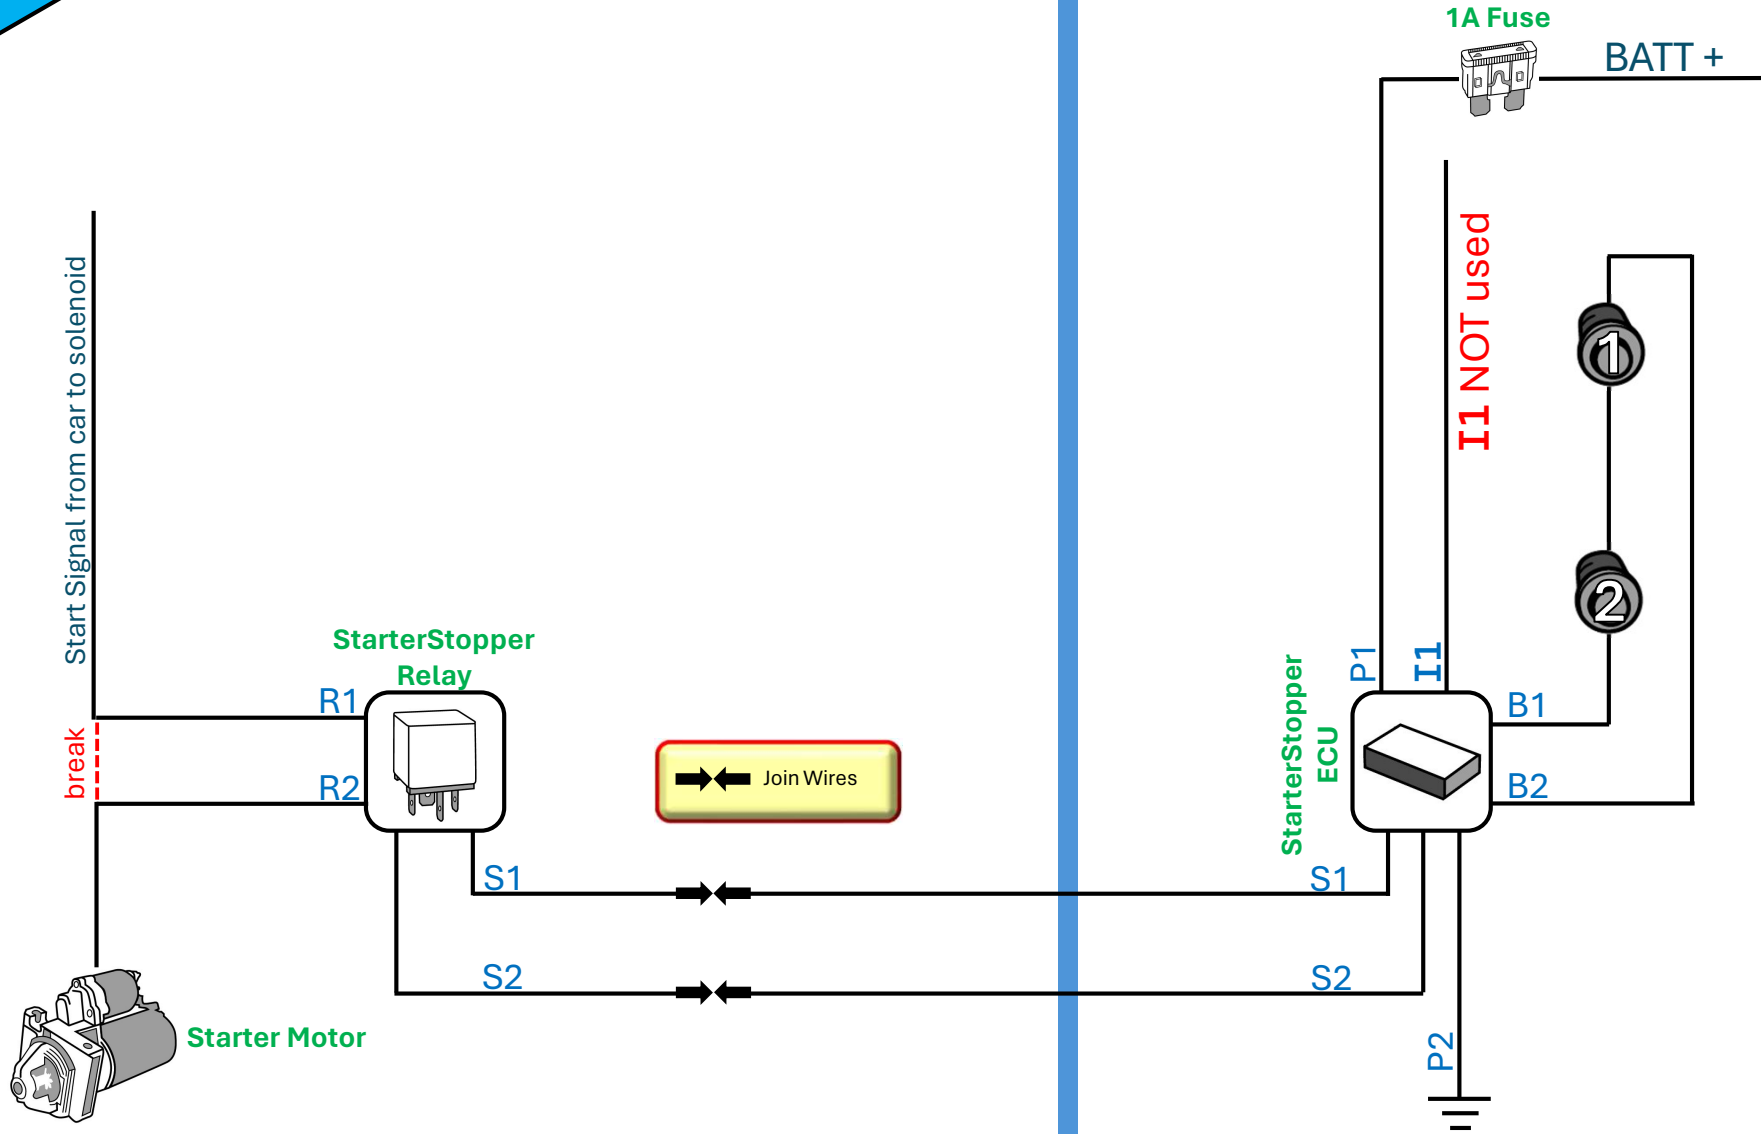 1A Fuse
BATT +
Start Signal from car to solenoid
I1 NOT used
1
2
StarterStopper
Relay
P1
I1
R1
break
R2
Join Wires
StarterStopper
ECU
B1
B2
S1
S1
S2
S2
Starter Motor
P2